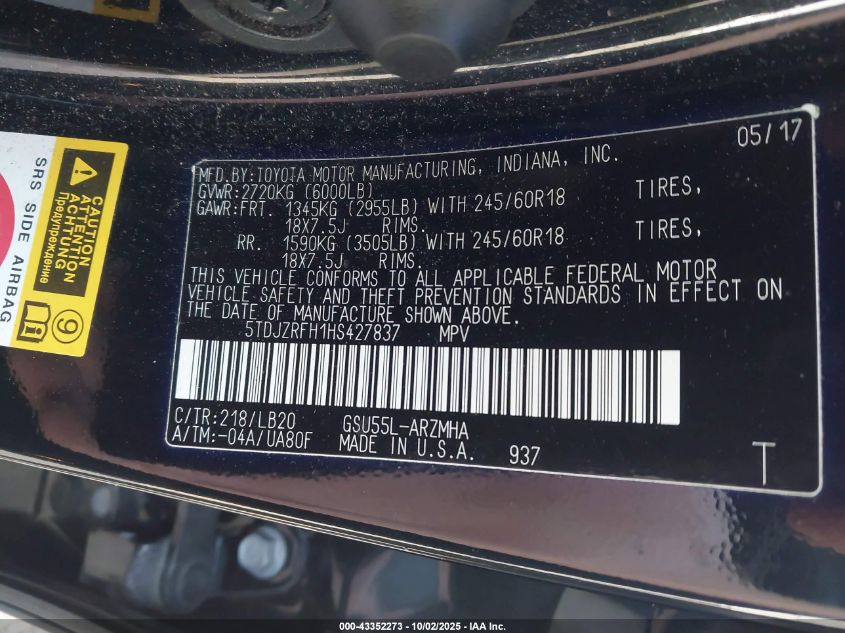 CAUTION
ATTENTION
ACHTUNG
Предупреждение
SRS SIDE AIRBAG
9
05/17
MFD.BY:TOYOTA MOTOR MANUFACTURING, INDIANA, INC.
GVWR:2720KG (6000LB)
GAWR:FRT. 1345KG (2955LB) WITH 245/60R18 TIRES,
18X7.5J RIMS.
RR. 1590KG (3505LB) WITH 245/60R18 TIRES,
18X7.5J RIMS.
THIS VEHICLE CONFORMS TO ALL APPLICABLE FEDERAL MOTOR
VEHICLE SAFETY AND THEFT PREVENTION STANDARDS IN EFFECT ON
THE DATE OF MANUFACTURE SHOWN ABOVE.
5TDJZRFH1HS427837 MPV
C/TR:218/LB20 GSU55L-ARZMHA
A/TM:-04A/UA80F MADE IN U.S.A. 937
T
000-43352273 - 10/02/2025 - IAA Inc.